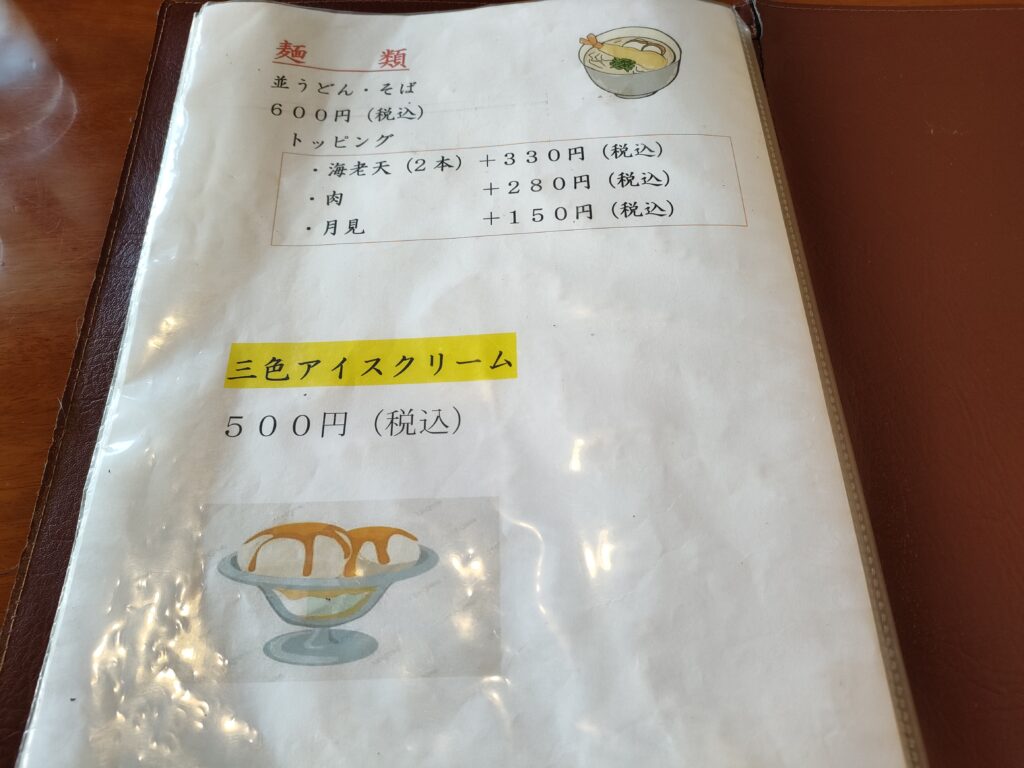 麺　類
並うどん・そば
６００円（税込）
トッピング
・海老天（２本）＋３３０円（税込）
・肉　＋２８０円（税込）
・月見　＋１５０円（税込）
三色アイスクリーム
５００円（税込）